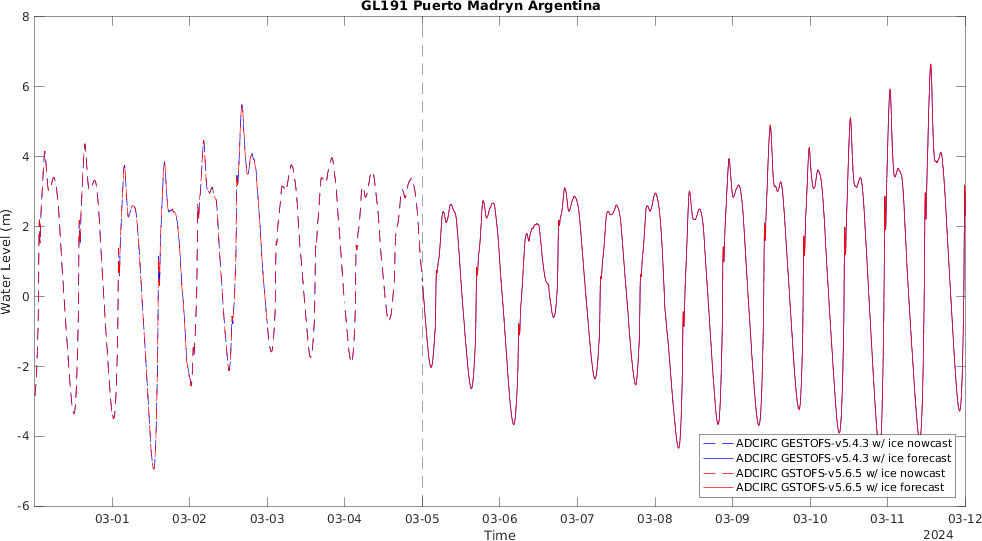 GL191 Puerto Madryn Argentina
8
6
4
2
0
-2
-4
-6
Water Level (m)
ADCIRC GESTOFS-v5.4.3 w/ ice nowcast
ADCIRC GESTOFS-v5.4.3 w/ ice forecast
ADCIRC GSTOFS-v5.6.5 w/ ice nowcast
ADCIRC GSTOFS-v5.6.5 w/ ice forecast
03-01 03-02 03-03 03-04 03-05 03-06 03-07 03-08 03-09 03-10 03-11 03-12
Time
2024